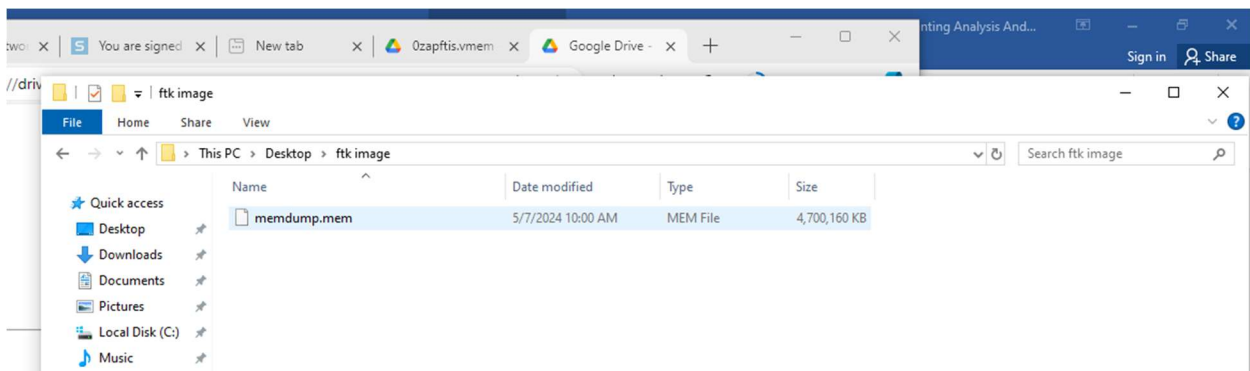 nting Analysis And...
You are signed
New tab
0zapftis.vmem
Google Drive -
Sign in
Share
//driv
ftk image
File Home Share View
This PC > Desktop > ftk image
Search ftk image
Name Date modified Type Size
Quick access
memdump.mem 5/7/2024 10:00 AM MEM File 4,700,160 KB
Desktop
Downloads
Documents
Pictures
Local Disk (C:)
Music